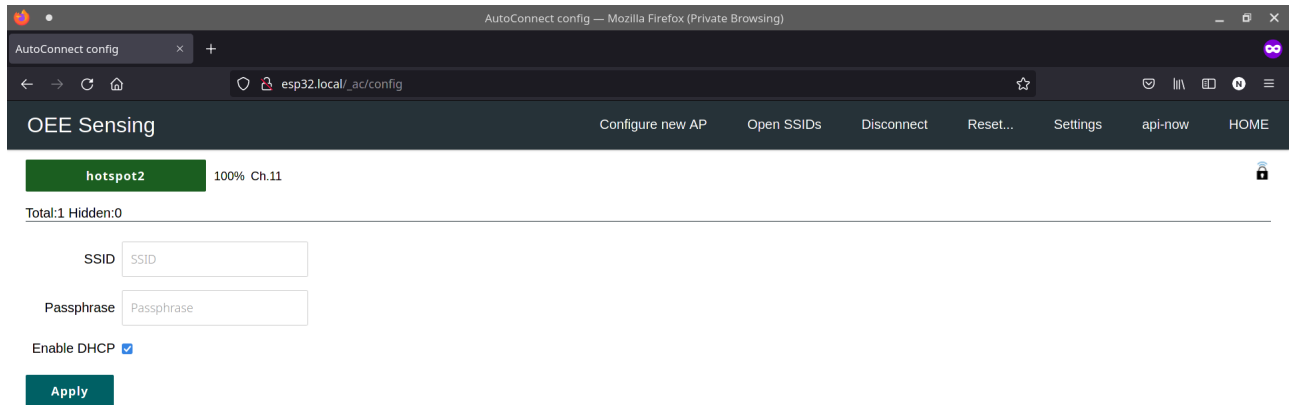 AutoConnect config — Mozilla Firefox (Private Browsing)
AutoConnect config
esp32.local/_ac/config
N
OEE Sensing Configure new AP Open SSIDs Disconnect Reset... Settings api-now HOME
hotspot2 100% Ch.11
Total:1 Hidden:0
SSID SSID
Passphrase Passphrase
Enable DHCP
Apply